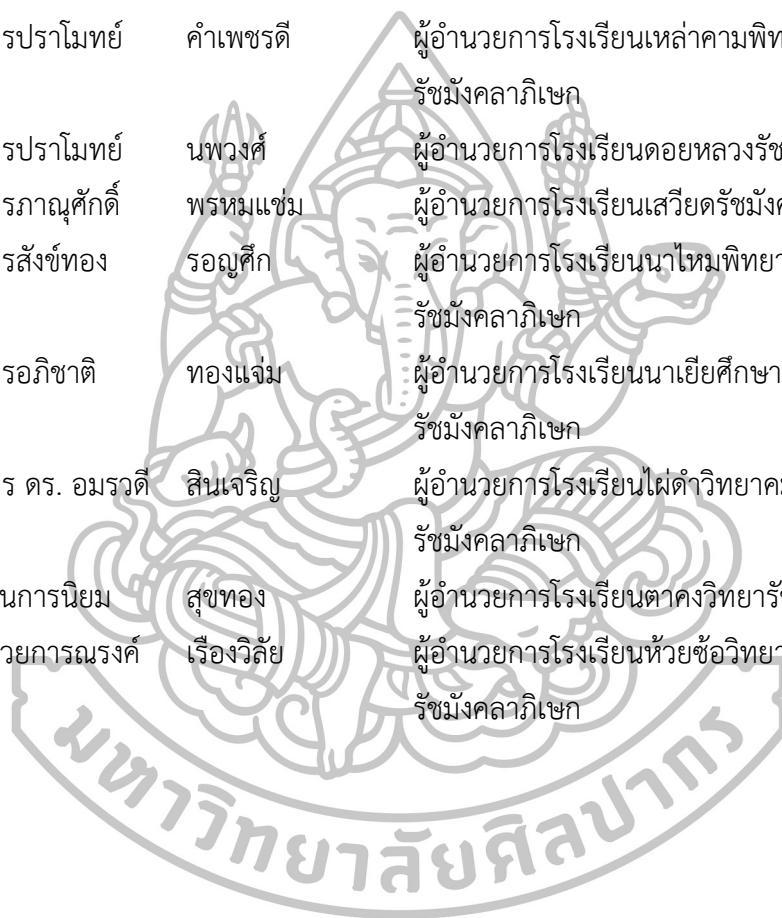 รปราโมทย์ คำเพชรดี ผู้อำนวยการโรงเรียนเหล่าคามพิท
รัชมังคลาภิเษก
รปราโมทย์ นพวงศ์ ผู้อำนวยการโรงเรียนดอยหลวงรัช
รภาณุศักดิ์ พรหมแช่ม ผู้อำนวยการโรงเรียนเสวียดรัชมัง
รสังข์ทอง รอญศึก ผู้อำนวยการโรงเรียนนาไหมพิทยา
รัชมังคลาภิเษก
รอภิชาติ ทองแจ่ม ผู้อำนวยการโรงเรียนนาเยียศึกษา
รัชมังคลาภิเษก
ร ดร. อมรวดี สินเจริญ ผู้อำนวยการโรงเรียนไผ่ดำวิทยาค
รัชมังคลาภิเษก
นการนิยม สุขทอง ผู้อำนวยการโรงเรียนตาคงวิทยารั
วยการณรงค์ เรืองวิลัย ผู้อำนวยการโรงเรียนห้วยซ้อวิทยา
รัชมังคลาภิเษก
มหาวิทยาลัยศิลปากร